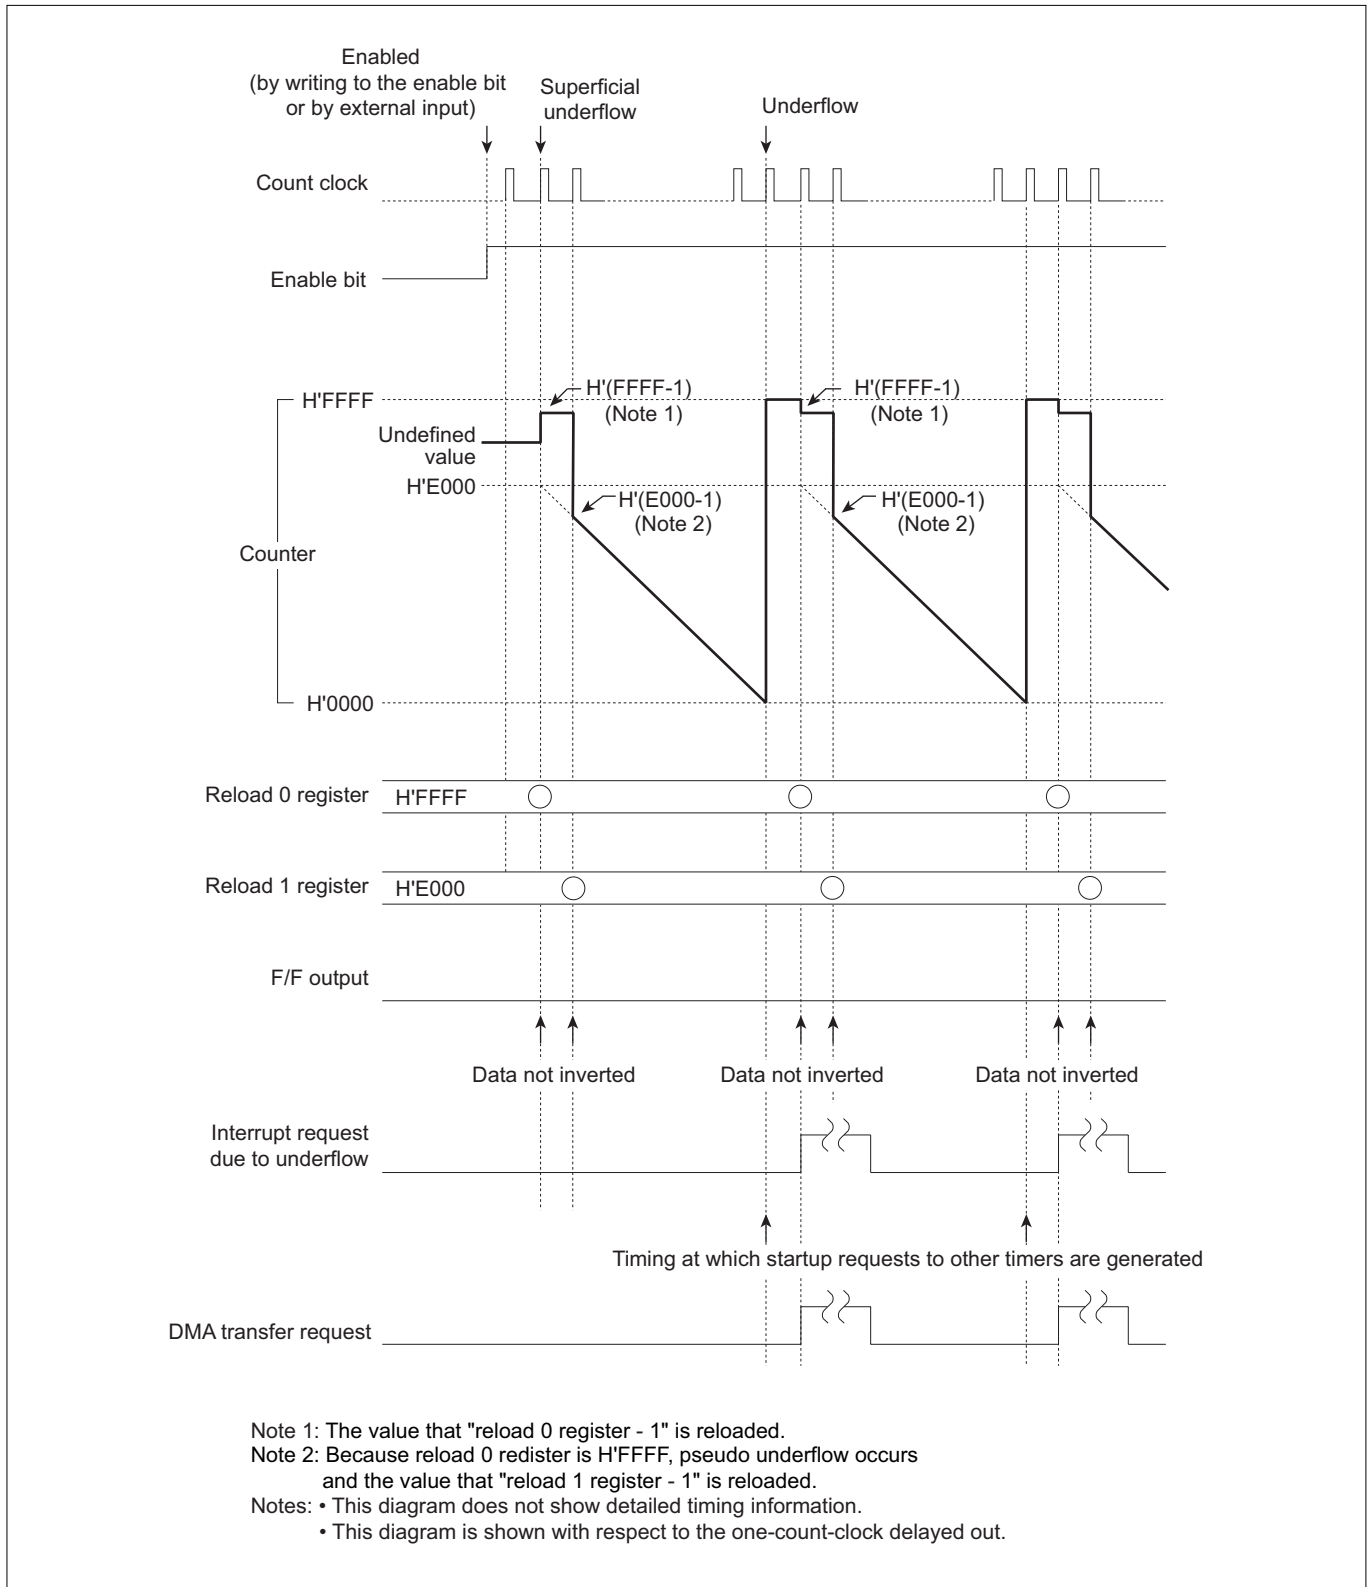 Enabled
(by writing to the enable bit
or by external input)
Superficial
underflow
Underflow
Count clock
Enable bit
H'FFFF
H'(FFFF-1)
(Note 1)
H'(FFFF-1)
(Note 1)
Undefined
value
H'E000
H'(E000-1)
(Note 2)
H'(E000-1)
(Note 2)
Counter
H'0000
Reload 0 register
H'FFFF
Reload 1 register
H'E000
F/F output
Data not inverted
Data not inverted
Data not inverted
Interrupt request
due to underflow
Timing at which startup requests to other timers are generated
DMA transfer request
Note 1: The value that "reload 0 register - 1" is reloaded.
Note 2: Because reload 0 redister is H'FFFF, pseudo underflow occurs
and the value that "reload 1 register - 1" is reloaded.
Notes: • This diagram does not show detailed timing information.
• This diagram is shown with respect to the one-count-clock delayed out.